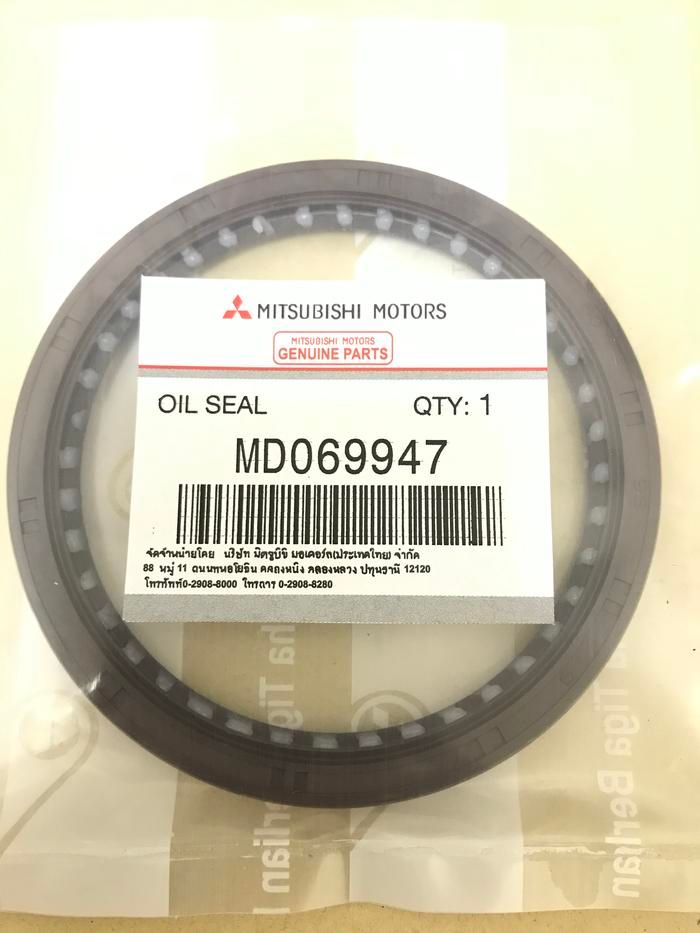 MITSUBISHI MOTORS
MITSUBISHI MOTORS
GENUINE PARTS
OIL SEAL QTY: 1
MD069947
จัดจำหน่ายโดย บริษัท มิตซูบิชิ มอเตอร์ส(ประเทศไทย) จำกัด
88 หมู่ 11 ถนนพหลโยธิน คลองหนึ่ง คลองหลวง ปทุมธานี 12120
โทรศัพท์0-2908-8000 โทรสาร 0-2908-8280
Tiga Berlian